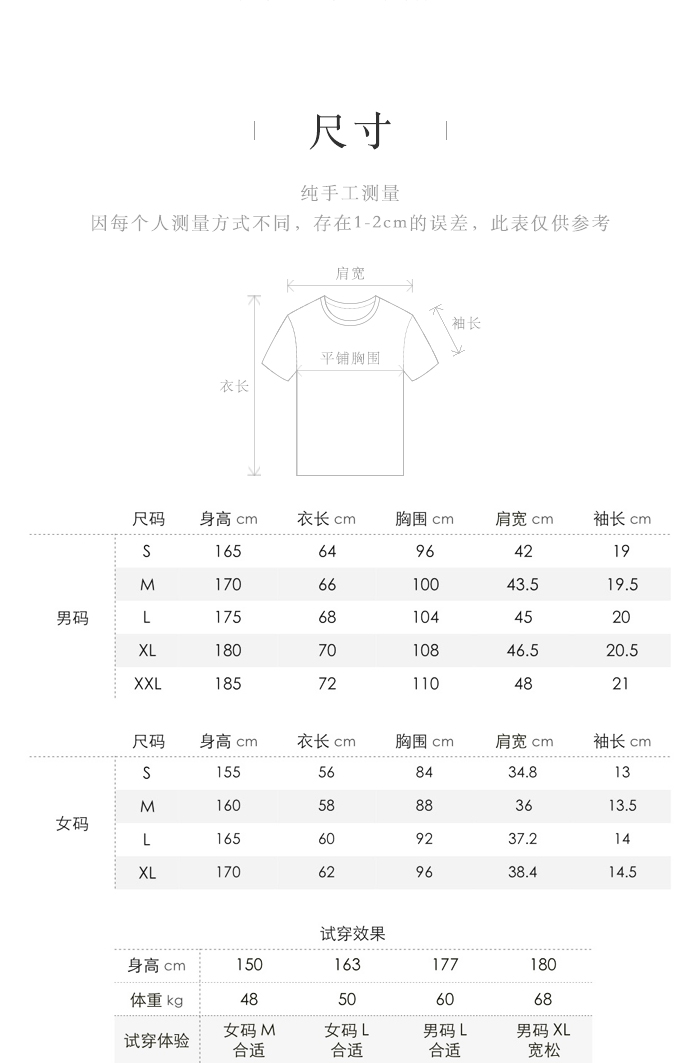 尺寸
纯手工测量
因每个人测量方式不同，存在1-2cm的误差，此表仅供参考
肩宽
袖长
平铺胸围
衣长
尺码 身高 cm 衣长 cm 胸围 cm 肩宽 cm 袖长 cm
S 165 64 96 42 19
M 170 66 100 43.5 19.5
男码 L 175 68 104 45 20
XL 180 70 108 46.5 20.5
XXL 185 72 110 48 21
尺码 身高 cm 衣长 cm 胸围 cm 肩宽 cm 袖长 cm
S 155 56 84 34.8 13
M 160 58 88 36 13.5
女码
L 165 60 92 37.2 14
XL 170 62 96 38.4 14.5
试穿效果
身高 cm 150 163 177 180
体重 kg 48 50 60 68
试穿体验 女码 M 女码 L 男码 L 男码 XL
合适 合适 合适 宽松